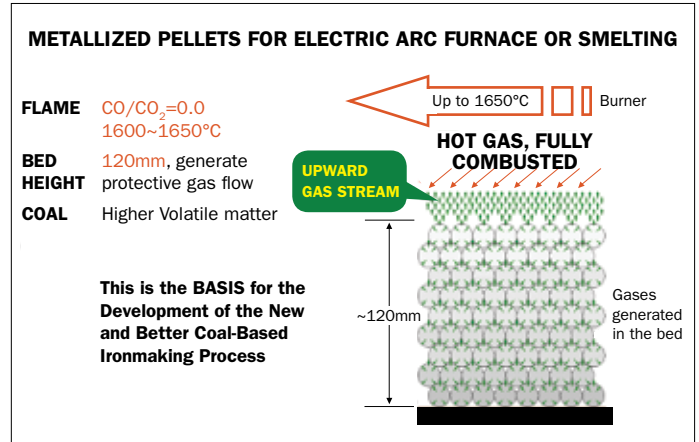 METALLIZED PELLETS FOR ELECTRIC ARC FURNACE OR SMELTING
FLAME CO/CO₂=0.0
1600~1650°C
BED HEIGHT 120mm, generate protective gas flow
COAL Higher Volatile matter
This is the BASIS for the
Development of the New
and Better Coal-Based
Ironmaking Process
Up to 1650°C
Burner
HOT GAS, FULLY
COMBUSTED
UPWARD
GAS STREAM
~120mm
Gases
generated
in the bed